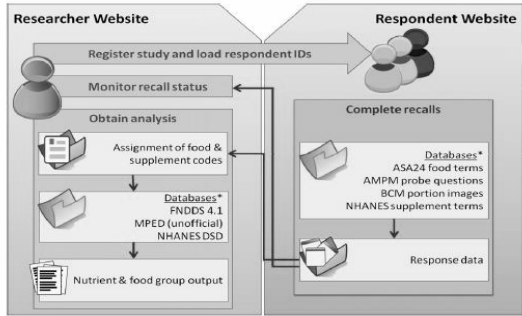 Researcher Website
Respondent Website
Register study and load respondent IDs
Monitor recall status
Obtain analysis
Assignment of food &
supplement codes
Databases*
FNDDS 4.1
MPED (unofficial)
NHANES DSD
Nutrient & food group output
Complete recalls
Databases*
ASA24 food terms
AMPM probe questions
BCM portion images
NHANES supplement terms
Response data